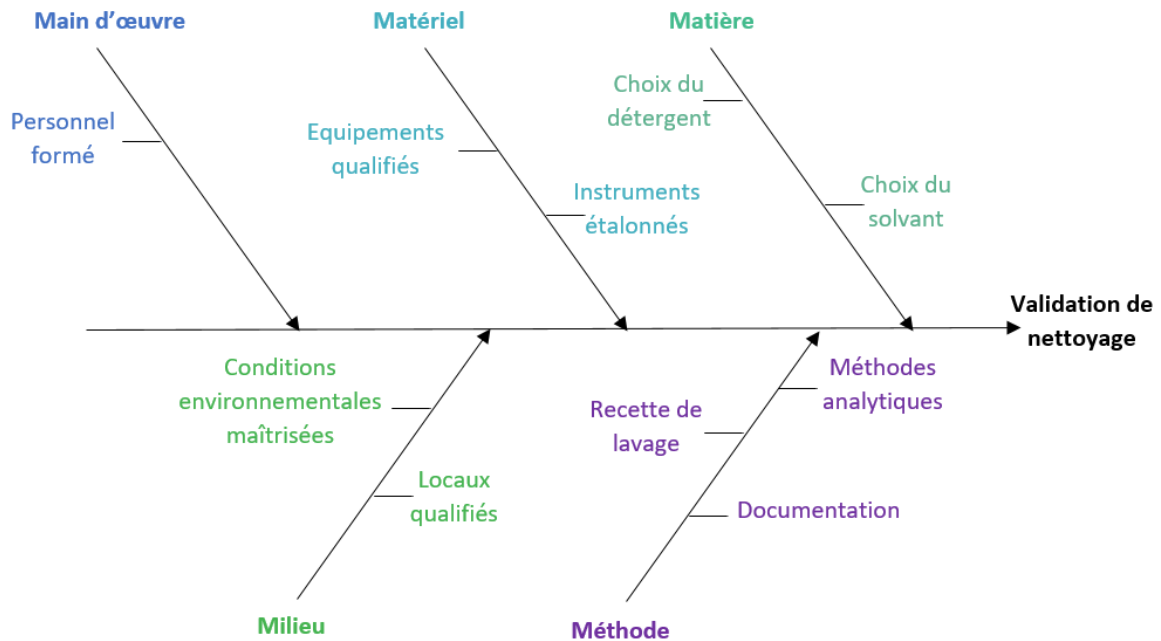 Main d’œuvre
Matériel
Matière
Choix du
détergent
Personnel
formé
Equipements
qualifiés
Choix du
solvant
Instruments
étalonnés
Validation de
nettoyage
Conditions
environnementales
maîtrisées
Méthodes
analytiques
Recette de
lavage
Locaux
qualifiés
Documentation
Milieu
Méthode